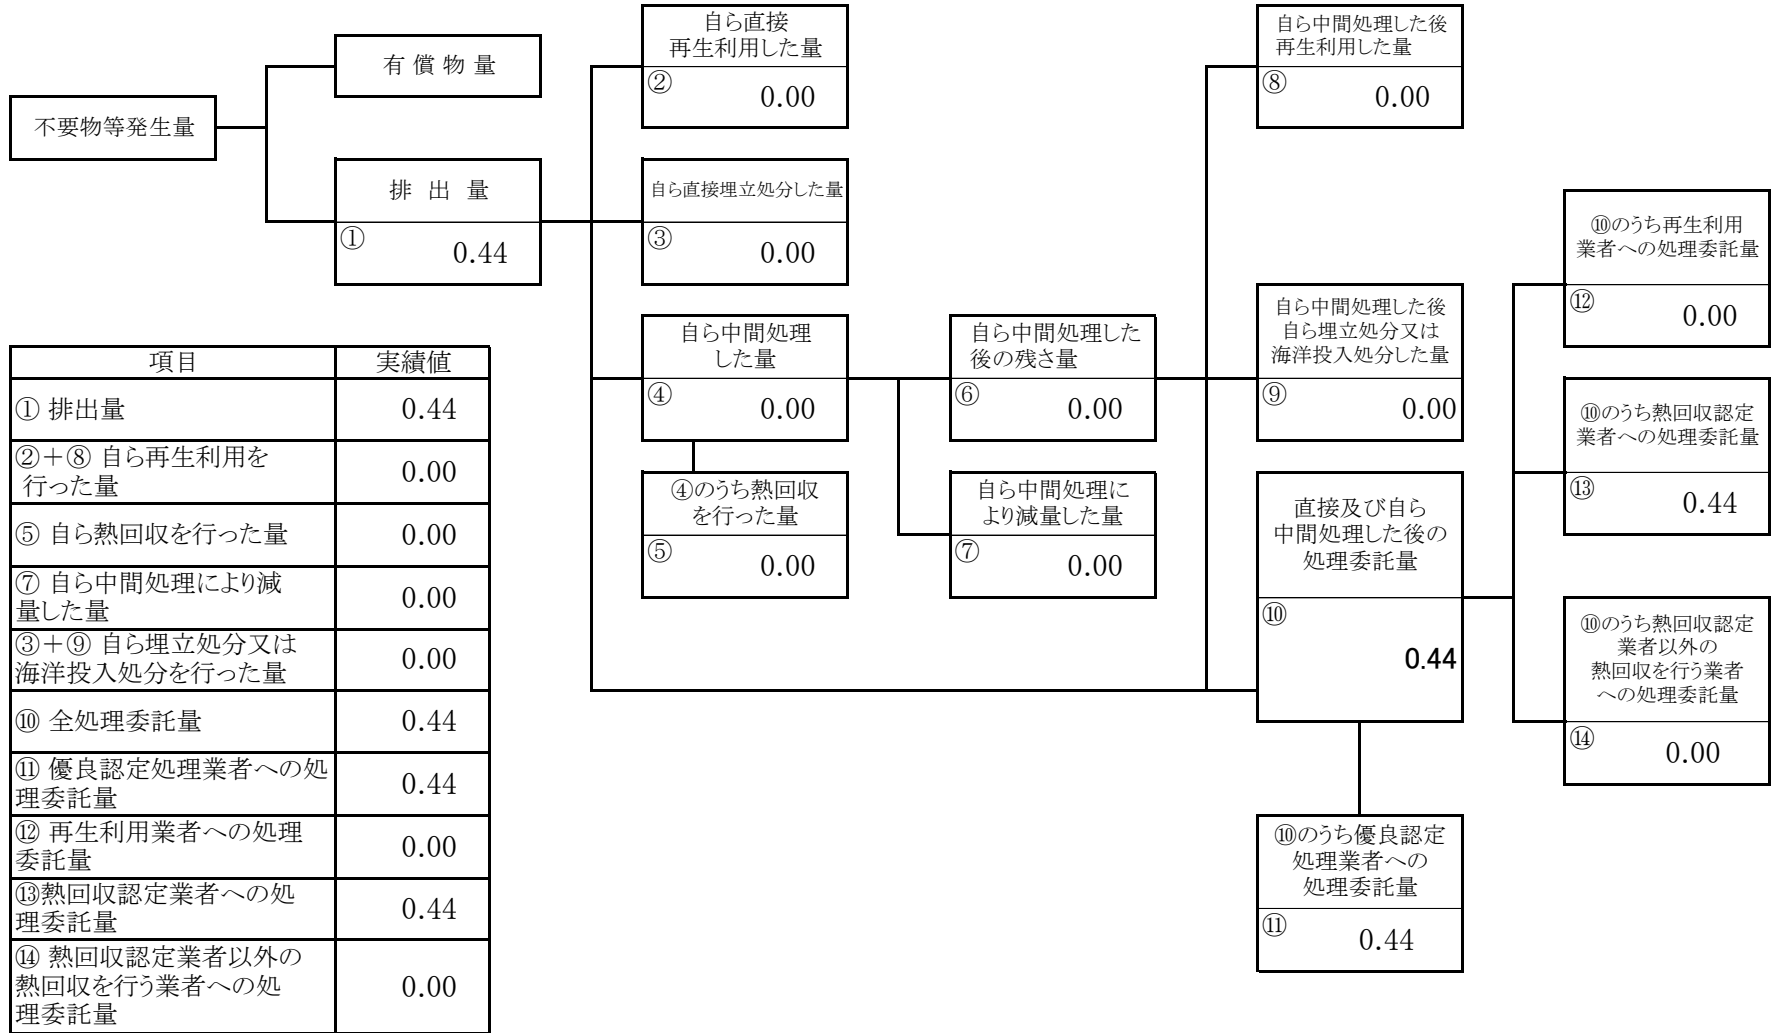 不要物等発生量
有償物量
排出量
① 0.44
自ら直接
再生利用した量
② 0.00
自ら直接埋立処分した量
③ 0.00
自ら中間処理
した量
④ 0.00
④のうち熱回収
を行った量
⑤ 0.00
自ら中間処理した
後の残さ量
⑥ 0.00
自ら中間処理に
より減量した量
⑦ 0.00
自ら中間処理した後
再生利用した量
⑧ 0.00
自ら中間処理した後
自ら埋立処分又は
海洋投入処分した量
⑨ 0.00
直接及び自ら
中間処理した後の
処理委託量
⑩
0.44
⑩のうち優良認定
処理業者への
処理委託量
⑪ 0.44
⑩のうち再生利用
業者への処理委託量
⑫ 0.00
⑩のうち熱回収認定
業者への処理委託量
⑬ 0.44
⑩のうち熱回収認定
業者以外の
熱回収を行う業者
への処理委託量
⑭ 0.00
項目 実績値
① 排出量 0.44
②+⑧ 自ら再生利用を
行った量 0.00
⑤ 自ら熱回収を行った量 0.00
⑦ 自ら中間処理により減
量した量 0.00
③+⑨ 自ら埋立処分又は
海洋投入処分を行った量 0.00
⑩ 全処理委託量 0.44
⑪ 優良認定処理業者への処
理委託量 0.44
⑫ 再生利用業者への処理
委託量 0.00
⑬熱回収認定業者への処
理委託量 0.44
⑭ 熱回収認定業者以外の
熱回収を行う業者への処
理委託量 0.00